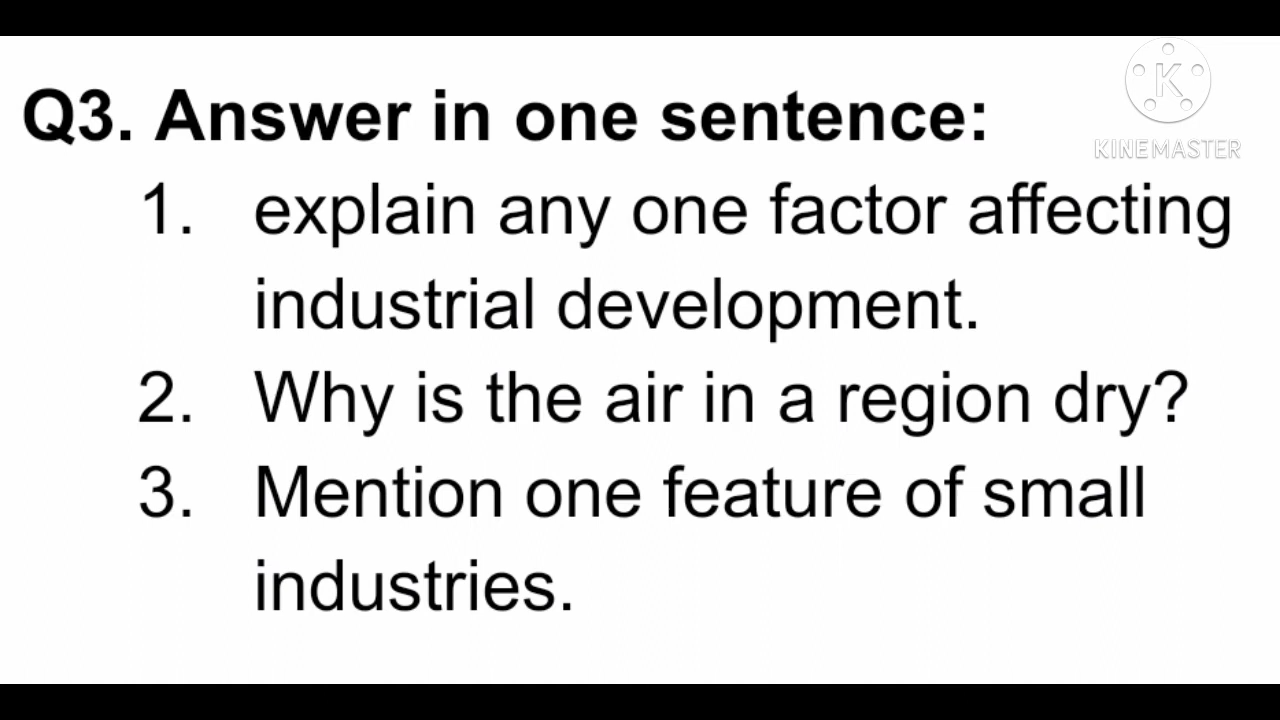 Q3. Answer in one sentence:
1. explain any one factor affecting
industrial development.
2. Why is the air in a region dry?
3. Mention one feature of small
industries.
K
KINEMASTER